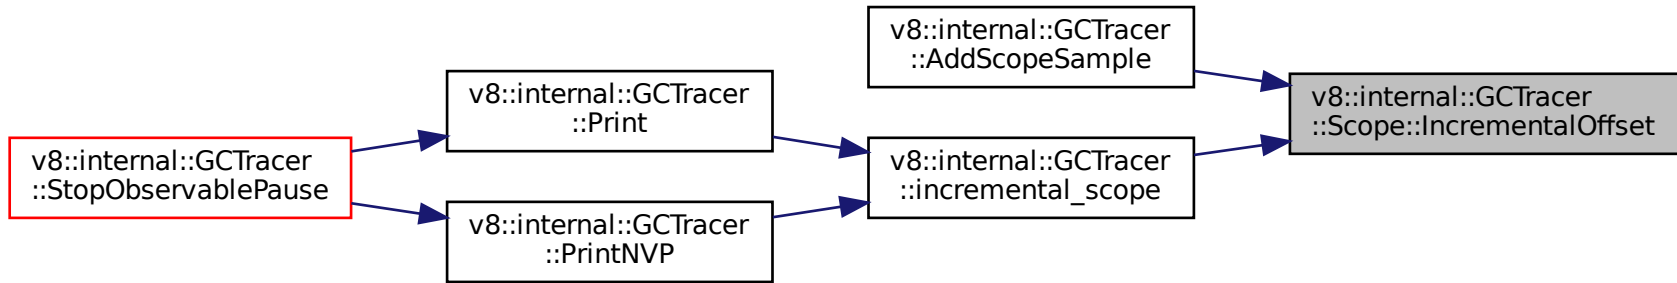 v8::internal::GCTracer
::StopObservablePause
v8::internal::GCTracer
::Print
v8::internal::GCTracer
::PrintNVP
v8::internal::GCTracer
::AddScopeSample
v8::internal::GCTracer
::incremental_scope
v8::internal::GCTracer
::Scope::IncrementalOffset